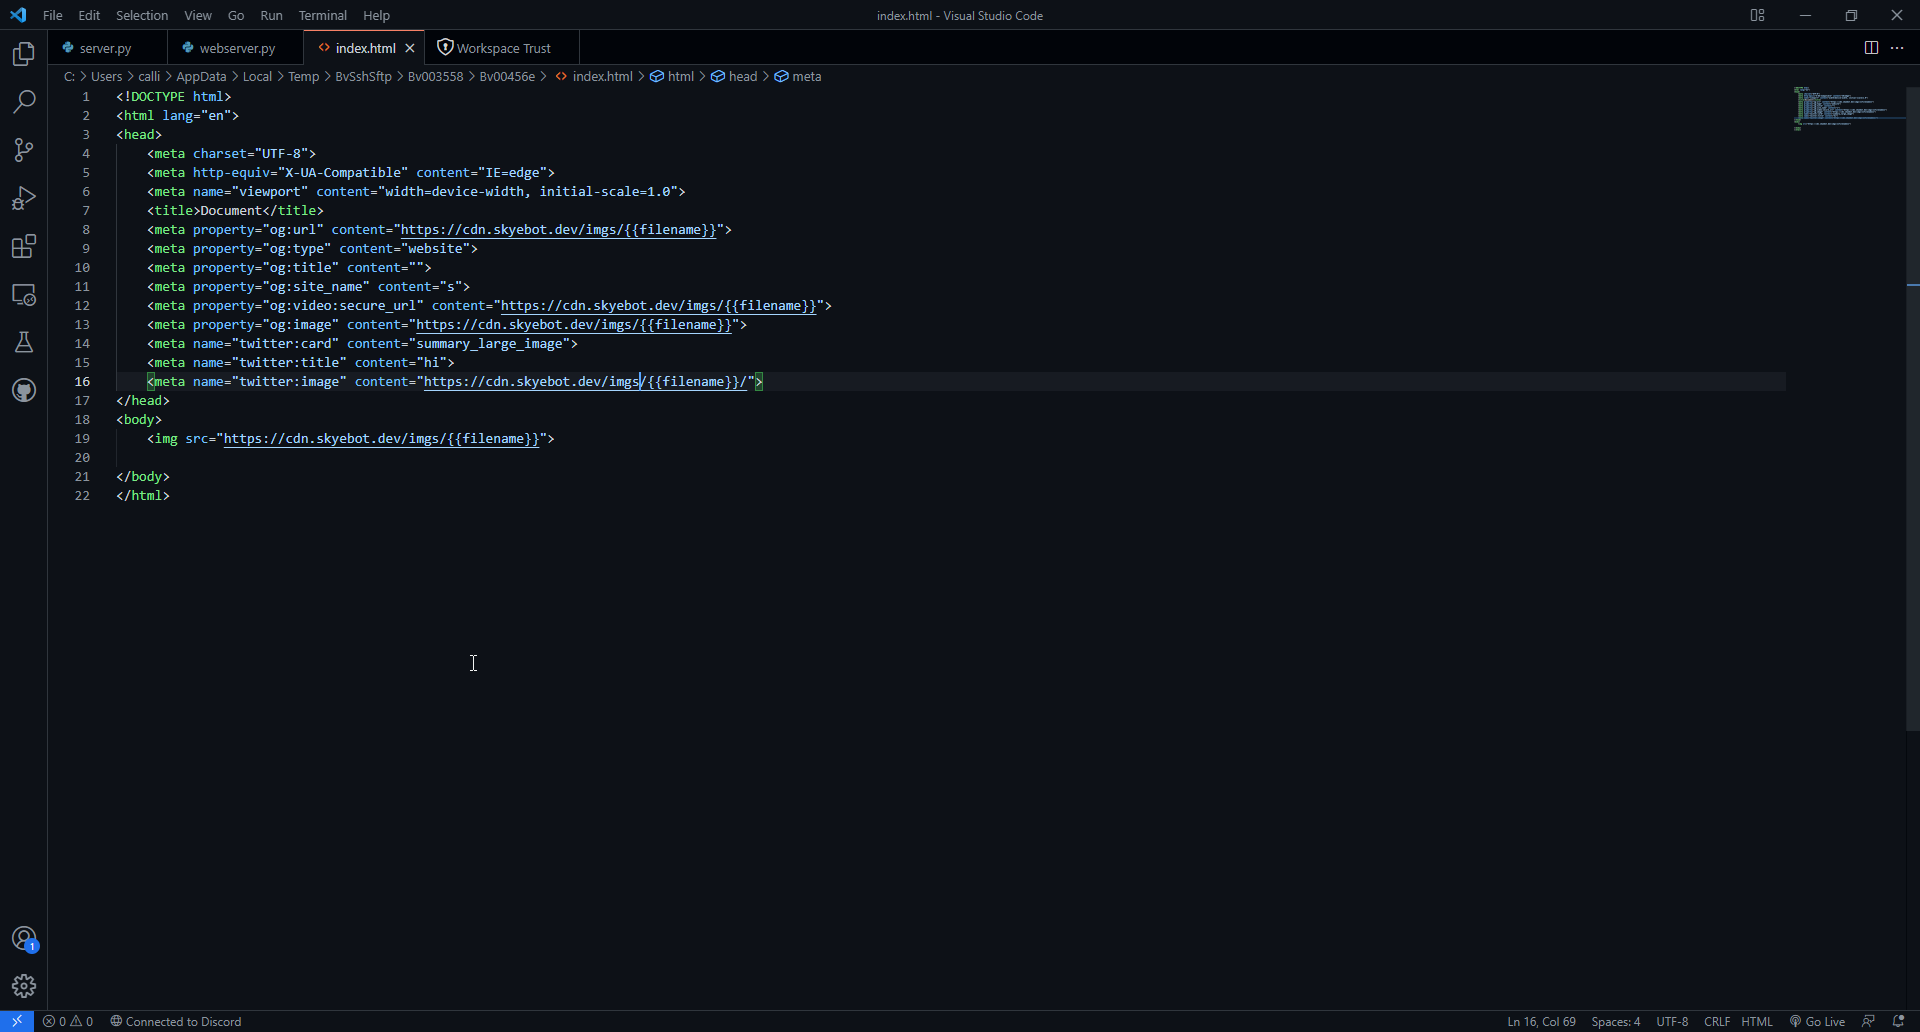 File Edit Selection View Go Run Terminal Help index.html - Visual Studio Code
server.py webserver.py index.html Workspace Trust
C: > Users > calli > AppData > Local > Temp > BvSshSftp > Bv003558 > Bv00456e > index.html > html > head > meta
1 <!DOCTYPE html>
2 <html lang="en">
3 <head>
4 <meta charset="UTF-8">
5 <meta http-equiv="X-UA-Compatible" content="IE=edge">
6 <meta name="viewport" content="width=device-width, initial-scale=1.0">
7 <title>Document</title>
8 <meta property="og:url" content="https://cdn.skyebot.dev/imgs/{{filename}}">
9 <meta property="og:type" content="website">
10 <meta property="og:title" content="">
11 <meta property="og:site_name" content="s">
12 <meta property="og:video:secure_url" content="https://cdn.skyebot.dev/imgs/{{filename}}">
13 <meta property="og:image" content="https://cdn.skyebot.dev/imgs/{{filename}}">
14 <meta name="twitter:card" content="summary_large_image">
15 <meta name="twitter:title" content="hi">
16 <meta name="twitter:image" content="https://cdn.skyebot.dev/imgs/{{filename}}/">
17 </head>
18 <body>
19 <img src="https://cdn.skyebot.dev/imgs/{{filename}}">
20
21 </body>
22 </html>
1
0 0 Connected to Discord Ln 16, Col 69 Spaces: 4 UTF-8 CRLF HTML Go Live